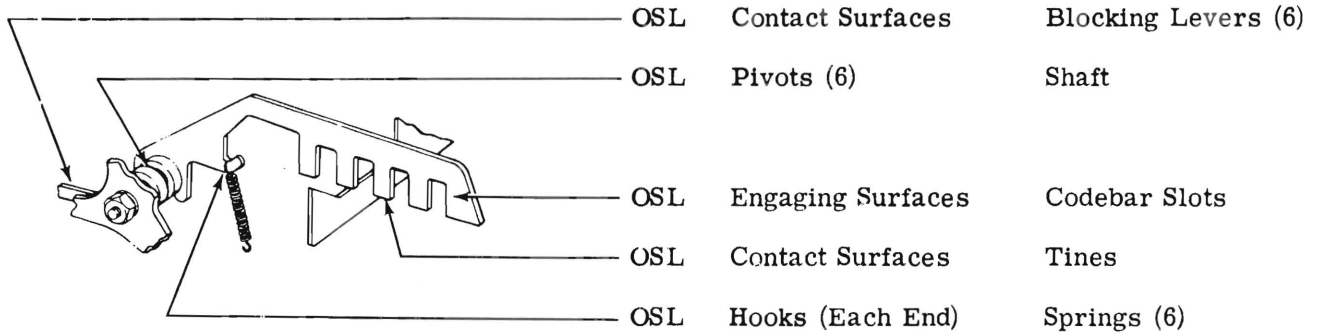 OSL Contact Surfaces Blocking Levers (6)
OSL Pivots (6) Shaft
OSL Engaging Surfaces Codebar Slots
OSL Contact Surfaces Tines
OSL Hooks (Each End) Springs (6)